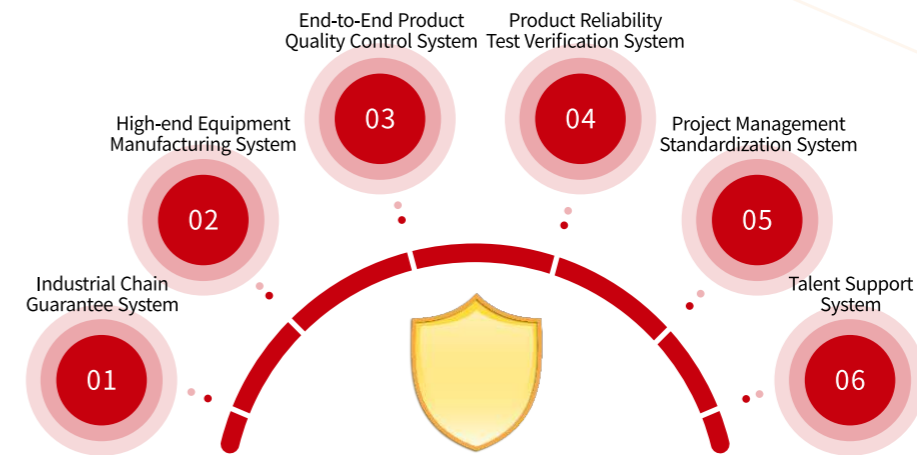 Industrial Chain
Guarantee System
01
High-end Equipment
Manufacturing System
02
End-to-End Product
Quality Control System
03
Product Reliability
Test Verification System
04
Project Management
Standardization System
05
Talent Support
System
06